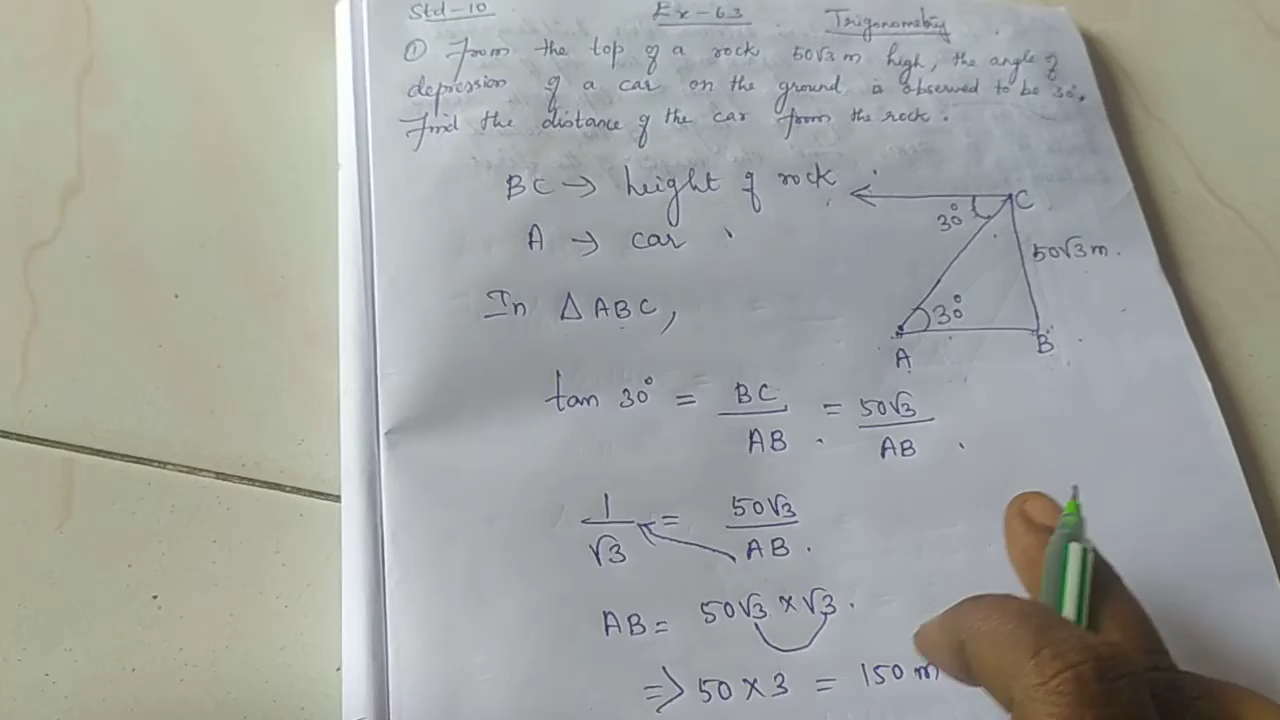 Std-10 Ex-6.3 Trigonometry
① From the top of a rock 50√3 m high, the angle of
depression of a car on the ground is observed to be 30°.
Find the distance of the car from the rock.
BC → height of rock
A → car
30° C
50√3 m.
30°
A B
In △ABC,
tan 30° = BC/AB = 50√3/AB
1/√3 = 50√3/AB.
AB = 50√3 × √3.
⇒ 50 × 3 = 150 m